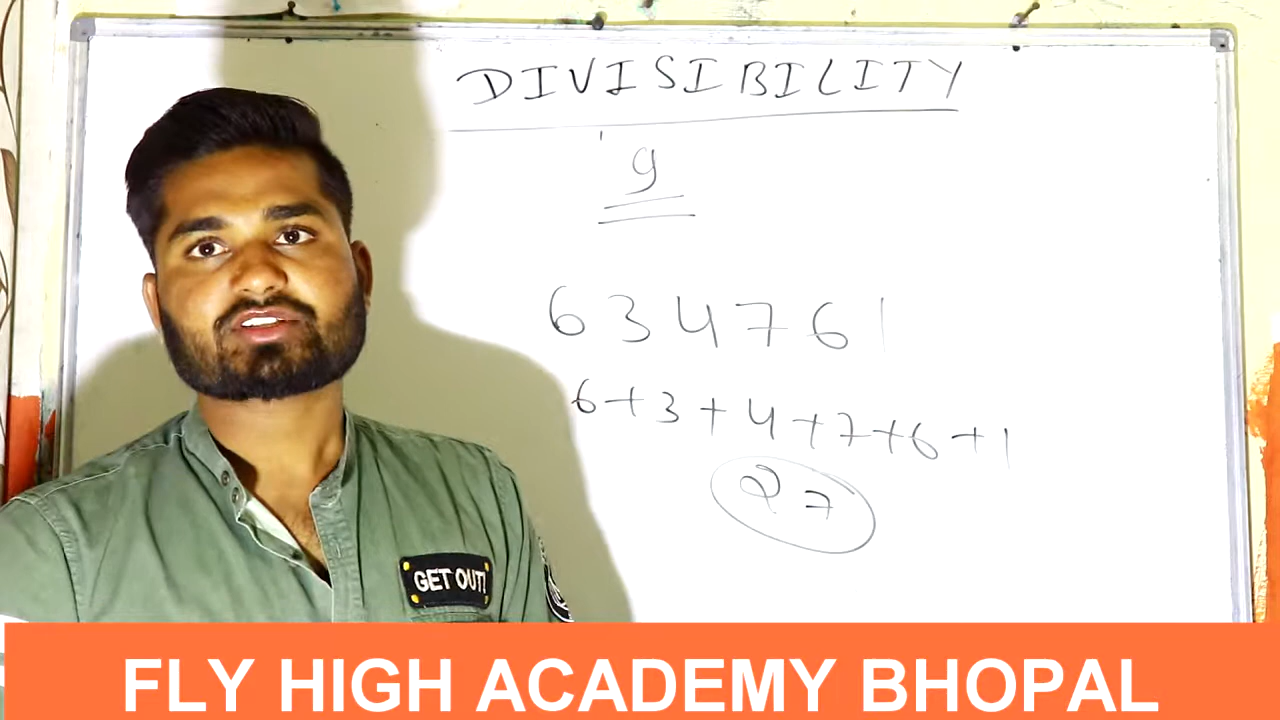 DIVISIBILITY
9
634761
6+3+4+7+6+1
27
GET OUT!
FLY HIGH ACADEMY BHOPAL